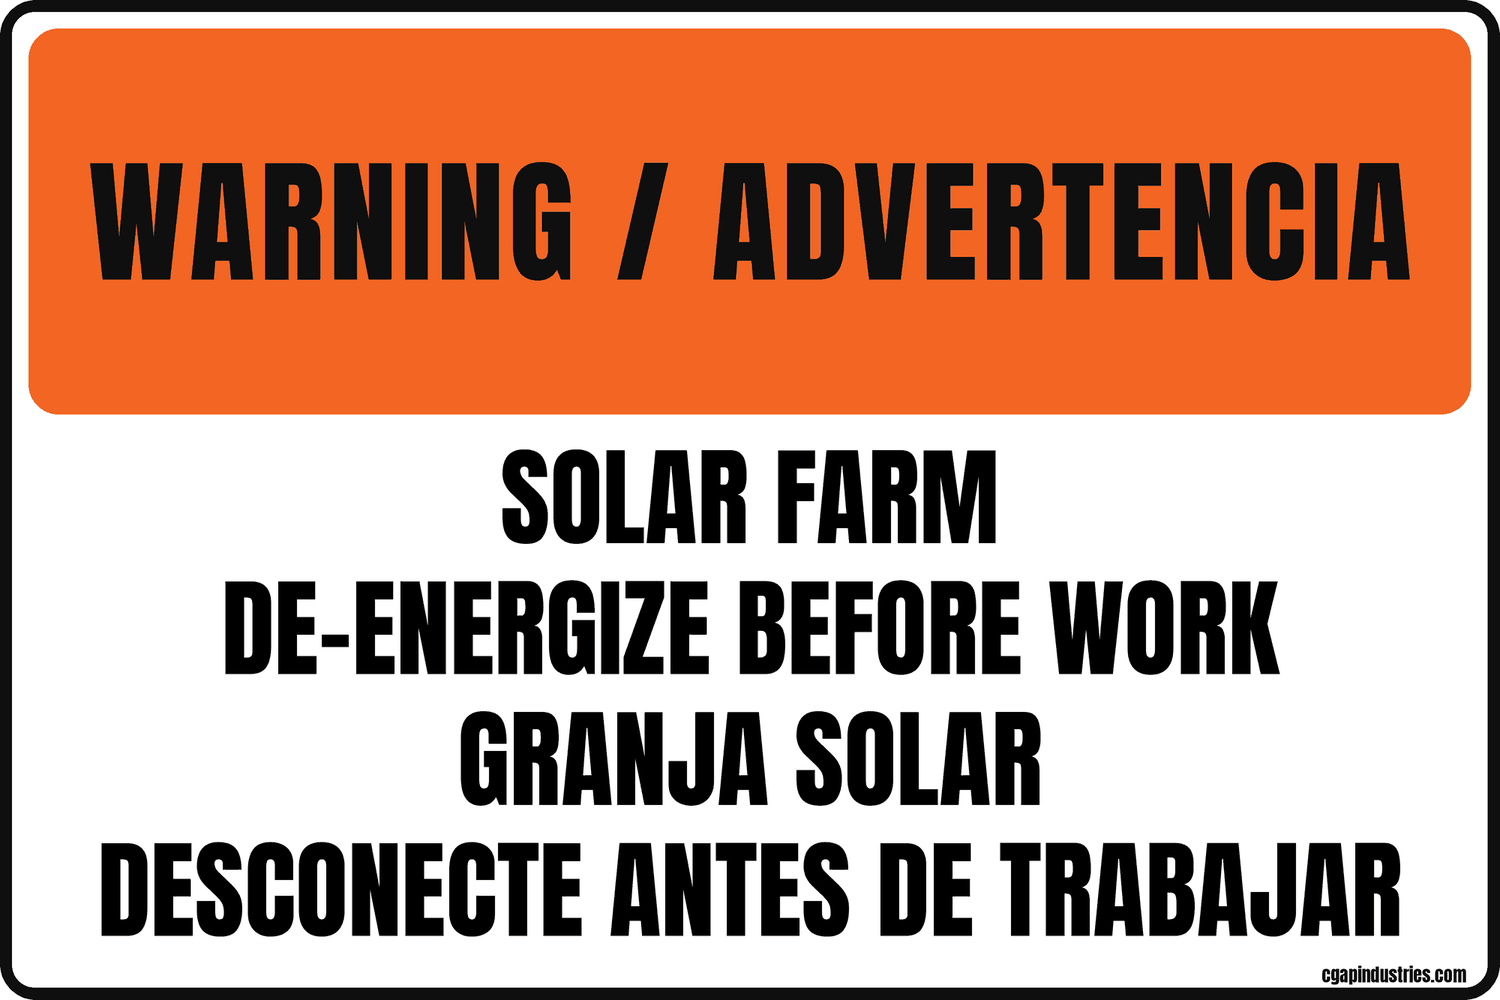 WARNING / ADVERTENCIA
SOLAR FARM
DE-ENERGIZE BEFORE WORK
GRANJA SOLAR
DESCONECTE ANTES DE TRABAJAR
cgapindustries.com